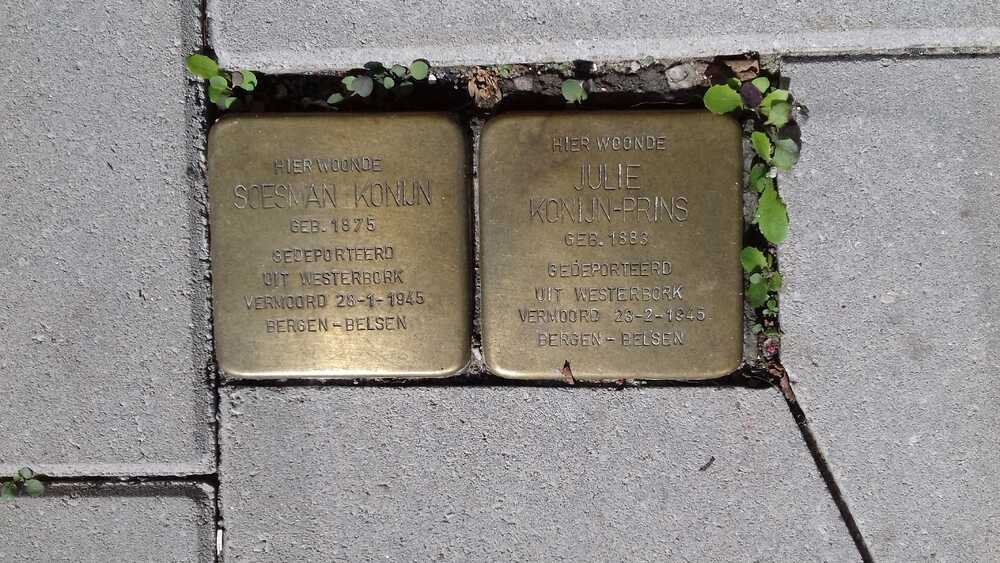 HIER WOONDE
SOESMAN KONIJN
GEB. 1875
GEDEPORTEERD
UIT WESTERBORK
VERMOORD 28-1-1945
BERGEN-BELSEN
HIER WOONDE
JULIE
KONIJN-PRINS
GEB. 1883
GEDEPORTEERD
UIT WESTERBORK
VERMOORD 23-2-1945
BERGEN-BELSEN